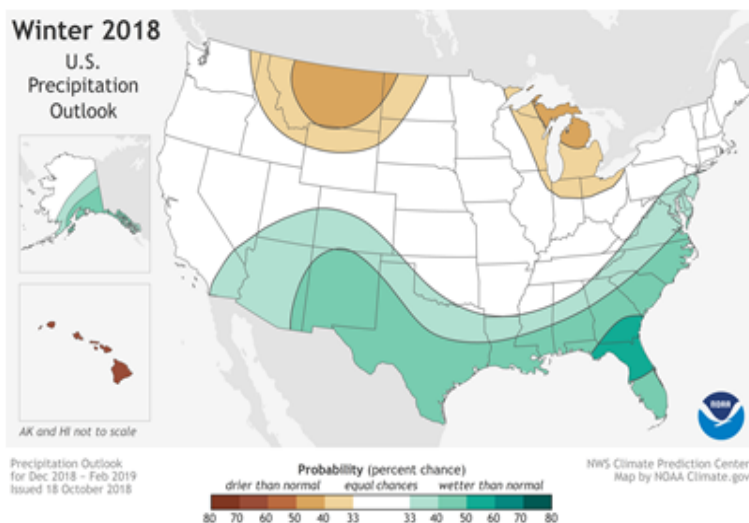 Winter 2018
U.S.
Precipitation
Outlook
AK and HI not to scale
NOAA
Precipitation Outlook
for Dec 2018 – Feb 2019
Issued 18 October 2018
Probability (percent chance)
drier than normal equal chances wetter than normal
80 70 60 50 40 33 33 40 50 60 70 80
NWS Climate Prediction Center
Map by NOAA Climate.gov